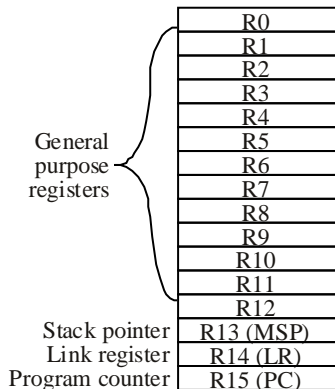 R0
R1
R2
R3
R4
R5
R6
R7
R8
R9
R10
R11
R12
General
purpose
registers
Stack pointer R13 (MSP)
Link register R14 (LR)
Program counter R15 (PC)